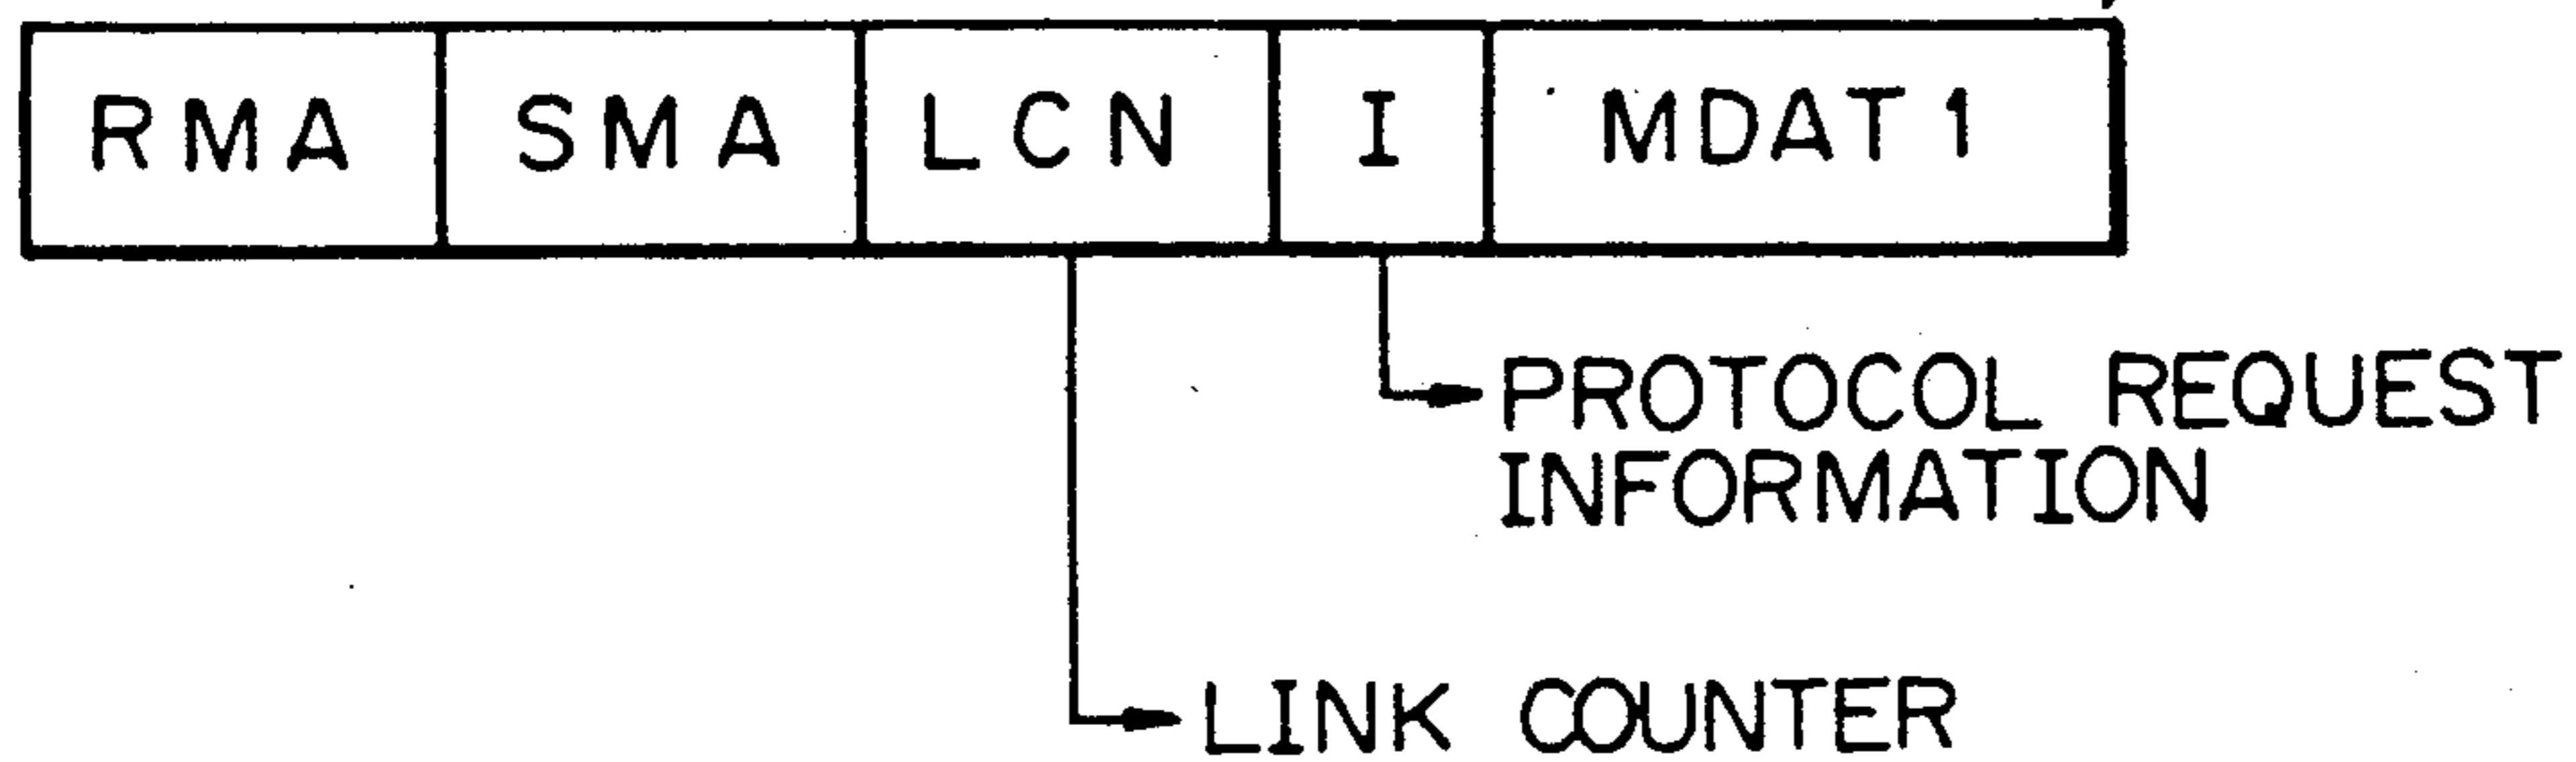 RMA SMA LCN I MDAT1
PROTOCOL REQUEST
INFORMATION
LINK COUNTER